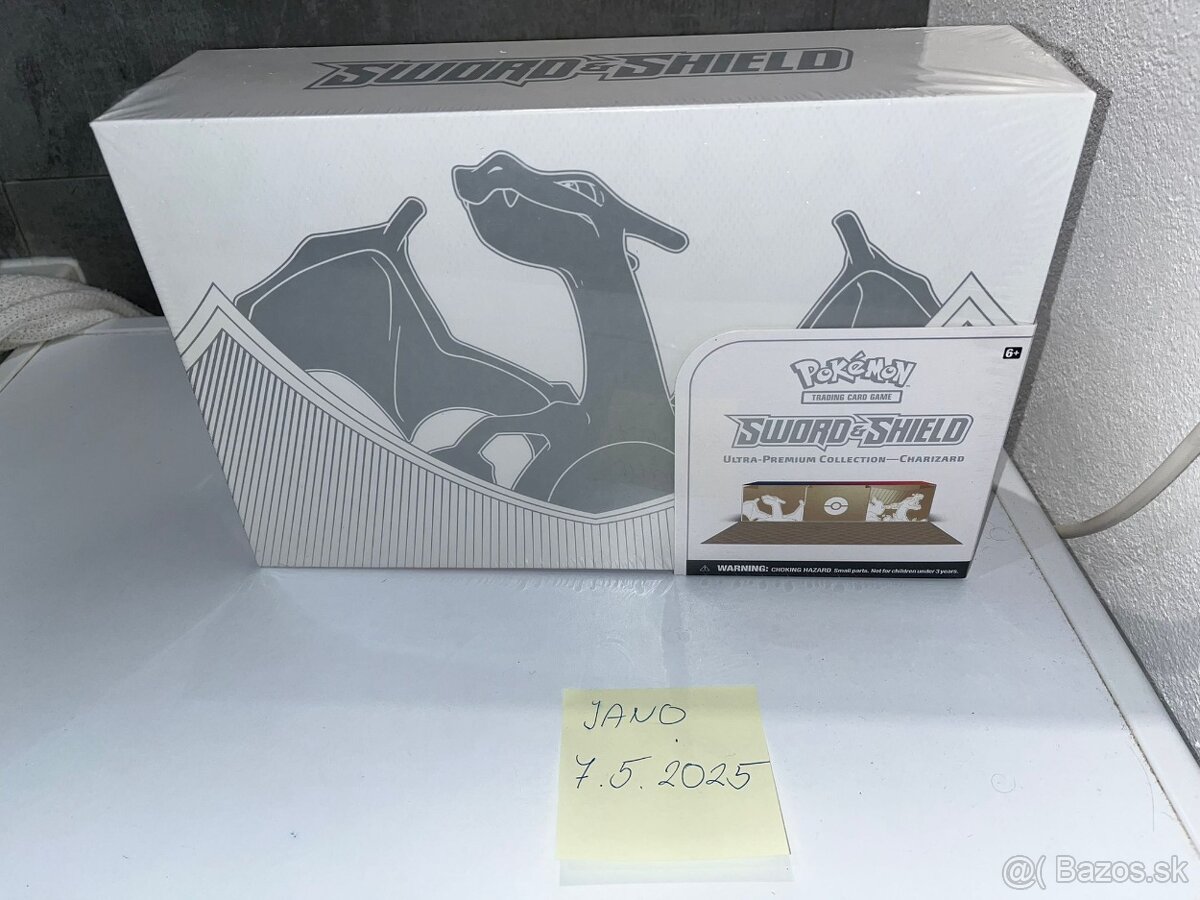 SWORD & SHIELD
6+
POKÉMON
TRADING CARD GAME
SWORD & SHIELD
ULTRA-PREMIUM COLLECTION—CHARIZARD
WARNING: CHOKING HAZARD Small parts. Not for children under 3 years.
JANO
7.5.2025
@( Bazos.sk